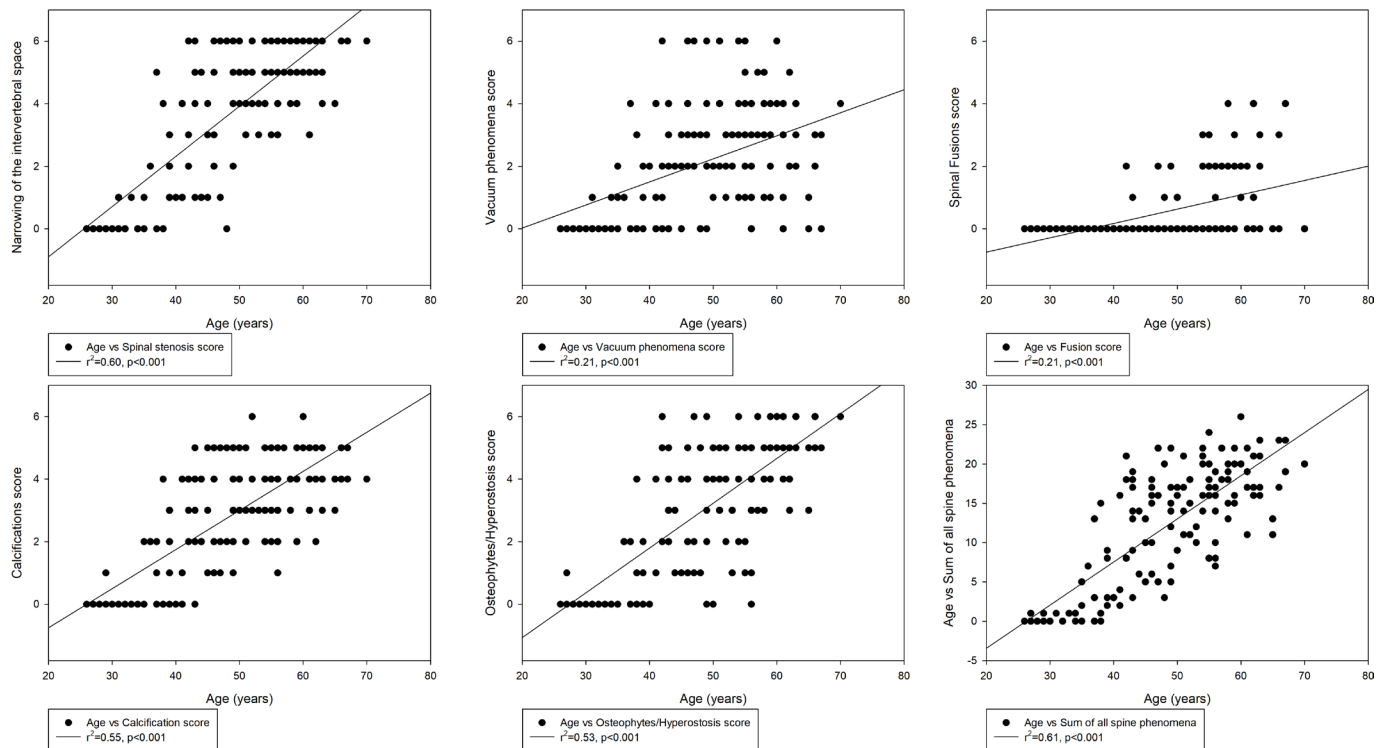 Narrowing of the intervertebral space
6
4
2
0
20 30 40 50 60 70 80
Age (years)
● Age vs Spinal stenosis score
r²=0.60, p<0.001
Vacuum phenomena score
6
4
2
0
20 30 40 50 60 70 80
Age (years)
● Age vs Vacuum phenomena score
r²=0.21, p<0.001
Spinal Fusions score
6
4
2
0
20 30 40 50 60 70 80
Age (years)
● Age vs Fusion score
r²=0.21, p<0.001
Calcifications score
6
4
2
0
20 30 40 50 60 70 80
Age (years)
● Age vs Calcification score
r²=0.55, p<0.001
Osteophytes/Hyperostosis score
6
4
2
0
20 30 40 50 60 70 80
Age (years)
● Age vs Osteophytes/Hyperostosis score
r²=0.53, p<0.001
Age vs Sum of all spine phenomena
30
25
20
15
10
5
0
-5
20 30 40 50 60 70 80
Age (years)
● Age vs Sum of all spine phenomena
r²=0.61, p<0.001